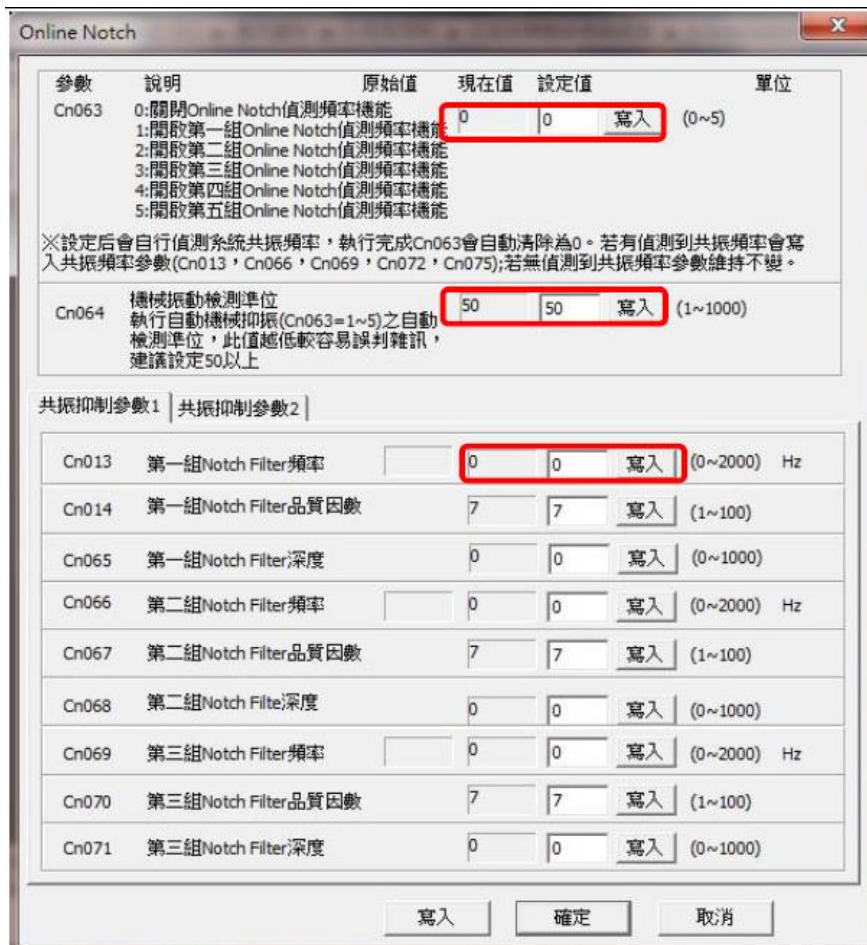 Online Notch
參數 說明 原始值 現在值 設定值 單位
Cn063 0:關閉Online Notch偵測頻率機能 0 0 寫入 (0~5)
1:開啟第一組Online Notch偵測頻率機能
2:開啟第二組Online Notch偵測頻率機能
3:開啟第三組Online Notch偵測頻率機能
4:開啟第四組Online Notch偵測頻率機能
5:開啟第五組Online Notch偵測頻率機能
※設定后會自行偵測系統共振頻率,執行完成Cn063會自動清除為0。若有偵測到共振頻率會寫
入共振頻率參數(Cn013,Cn066,Cn069,Cn072,Cn075);若無偵測到共振頻率參數維持不變。
Cn064 機械振動檢測準位 50 50 寫入 (1~1000)
執行自動機械抑振(Cn063=1~5)之自動
檢測準位,此值越低較容易誤判雜訊,
建議設定50以上
共振抑制參數1 共振抑制參數2
Cn013 第一組Notch Filter頻率 0 0 寫入 (0~2000) Hz
Cn014 第一組Notch Filter品質因數 7 7 寫入 (1~100)
Cn065 第一組Notch Filter深度 0 0 寫入 (0~1000)
Cn066 第二組Notch Filter頻率 0 0 寫入 (0~2000) Hz
Cn067 第二組Notch Filter品質因數 7 7 寫入 (1~100)
Cn068 第二組Notch Filte深度 0 0 寫入 (0~1000)
Cn069 第三組Notch Filter頻率 0 0 寫入 (0~2000) Hz
Cn070 第三組Notch Filter品質因數 7 7 寫入 (1~100)
Cn071 第三組Notch Filter深度 0 0 寫入 (0~1000)
寫入 確定 取消